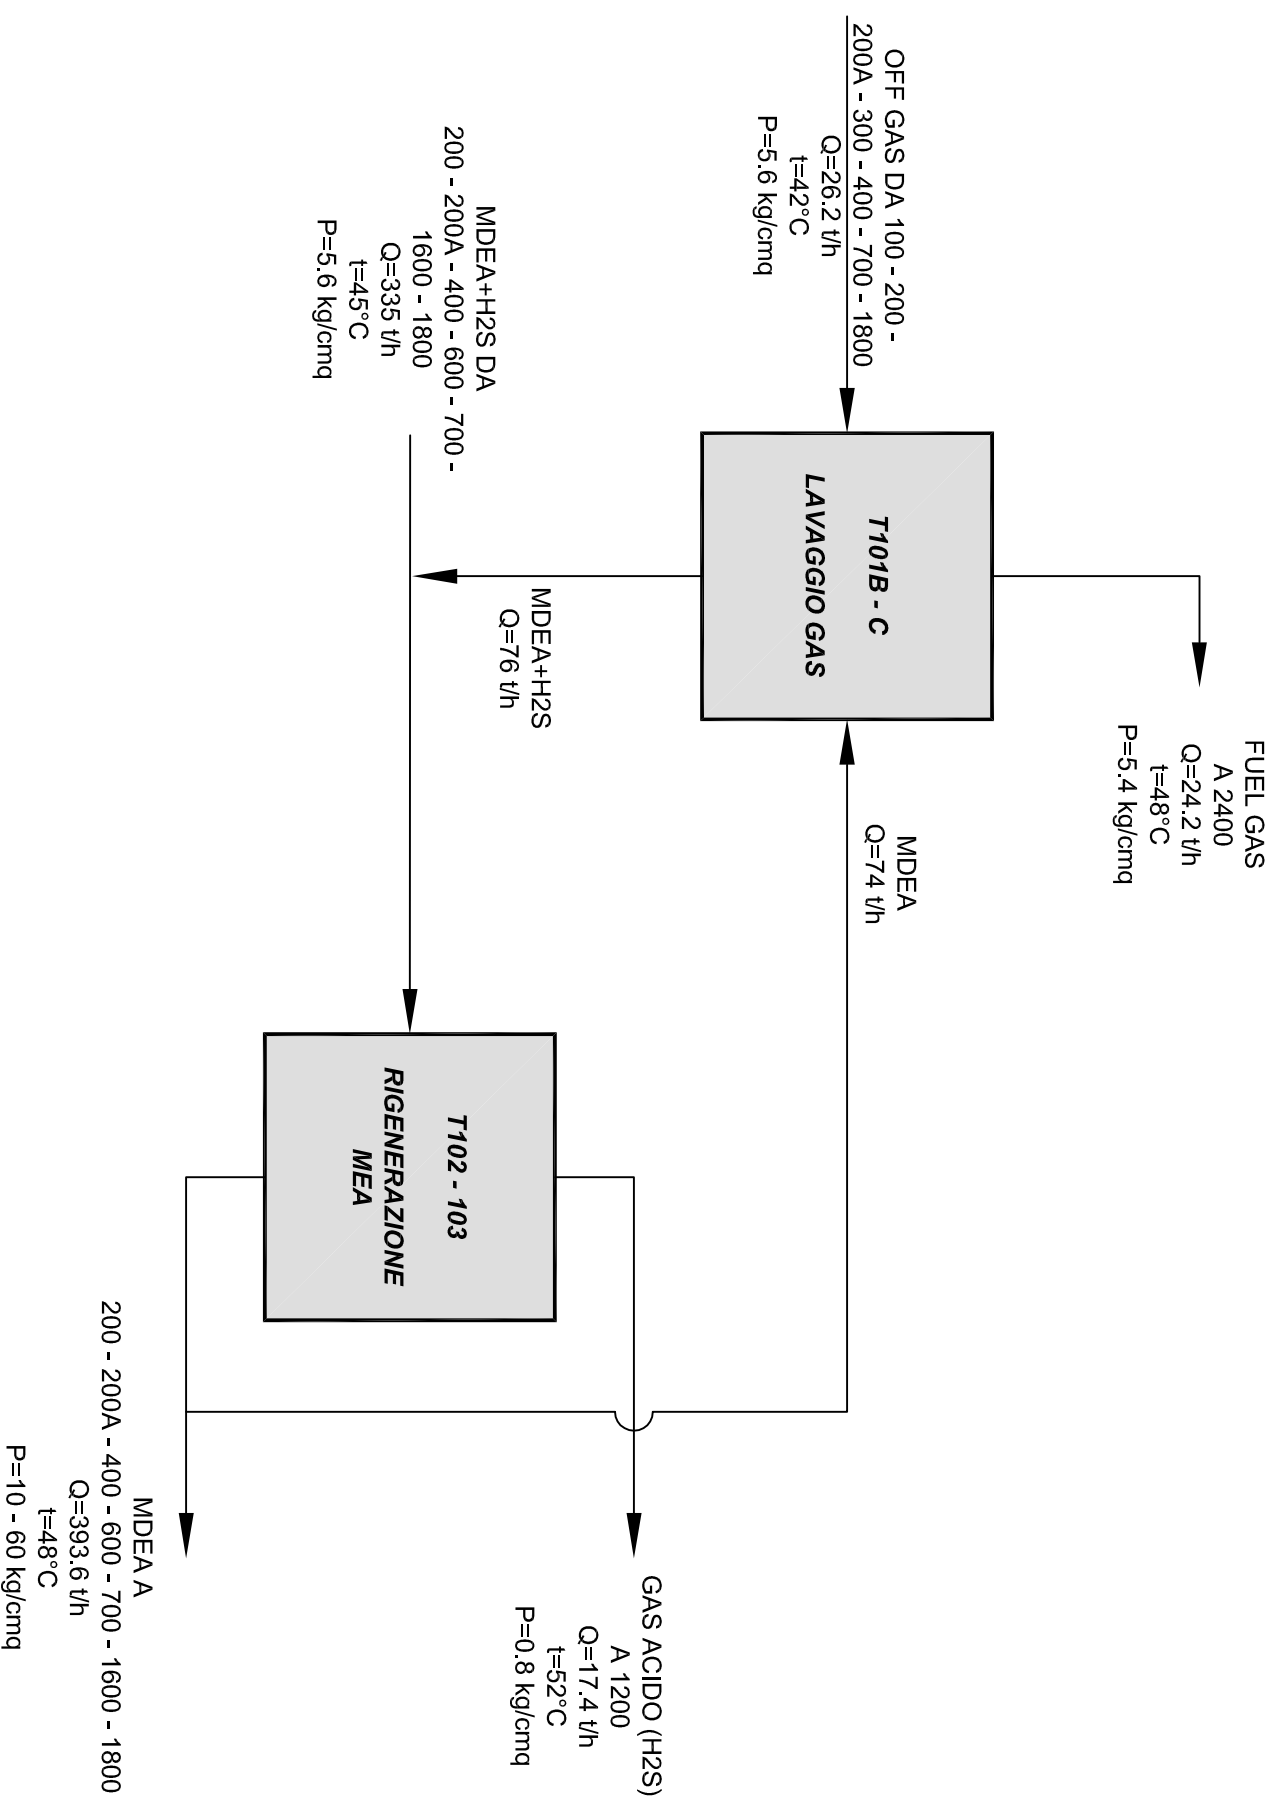 FUEL GAS
A 2400
Q=24.2 t/h
t=48°C
P=5.4 kg/cmq
OFF GAS DA 100 - 200 -
200A - 300 - 400 - 700 - 1800
Q=26.2 t/h
t=42°C
P=5.6 kg/cmq
T101B - C
LAVAGGIO GAS
MDEA
Q=74 t/h
MDEA+H2S
Q=76 t/h
MDEA+H2S DA
200 - 200A - 400 - 600 - 700 -
1600 - 1800
Q=335 t/h
t=45°C
P=5.6 kg/cmq
T102 - 103
RIGENERAZIONE
MEA
GAS ACIDO (H2S)
A 1200
Q=17.4 t/h
t=52°C
P=0.8 kg/cmq
MDEA A
200 - 200A - 400 - 600 - 700 - 1600 - 1800
Q=393.6 t/h
t=48°C
P=10 - 60 kg/cmq